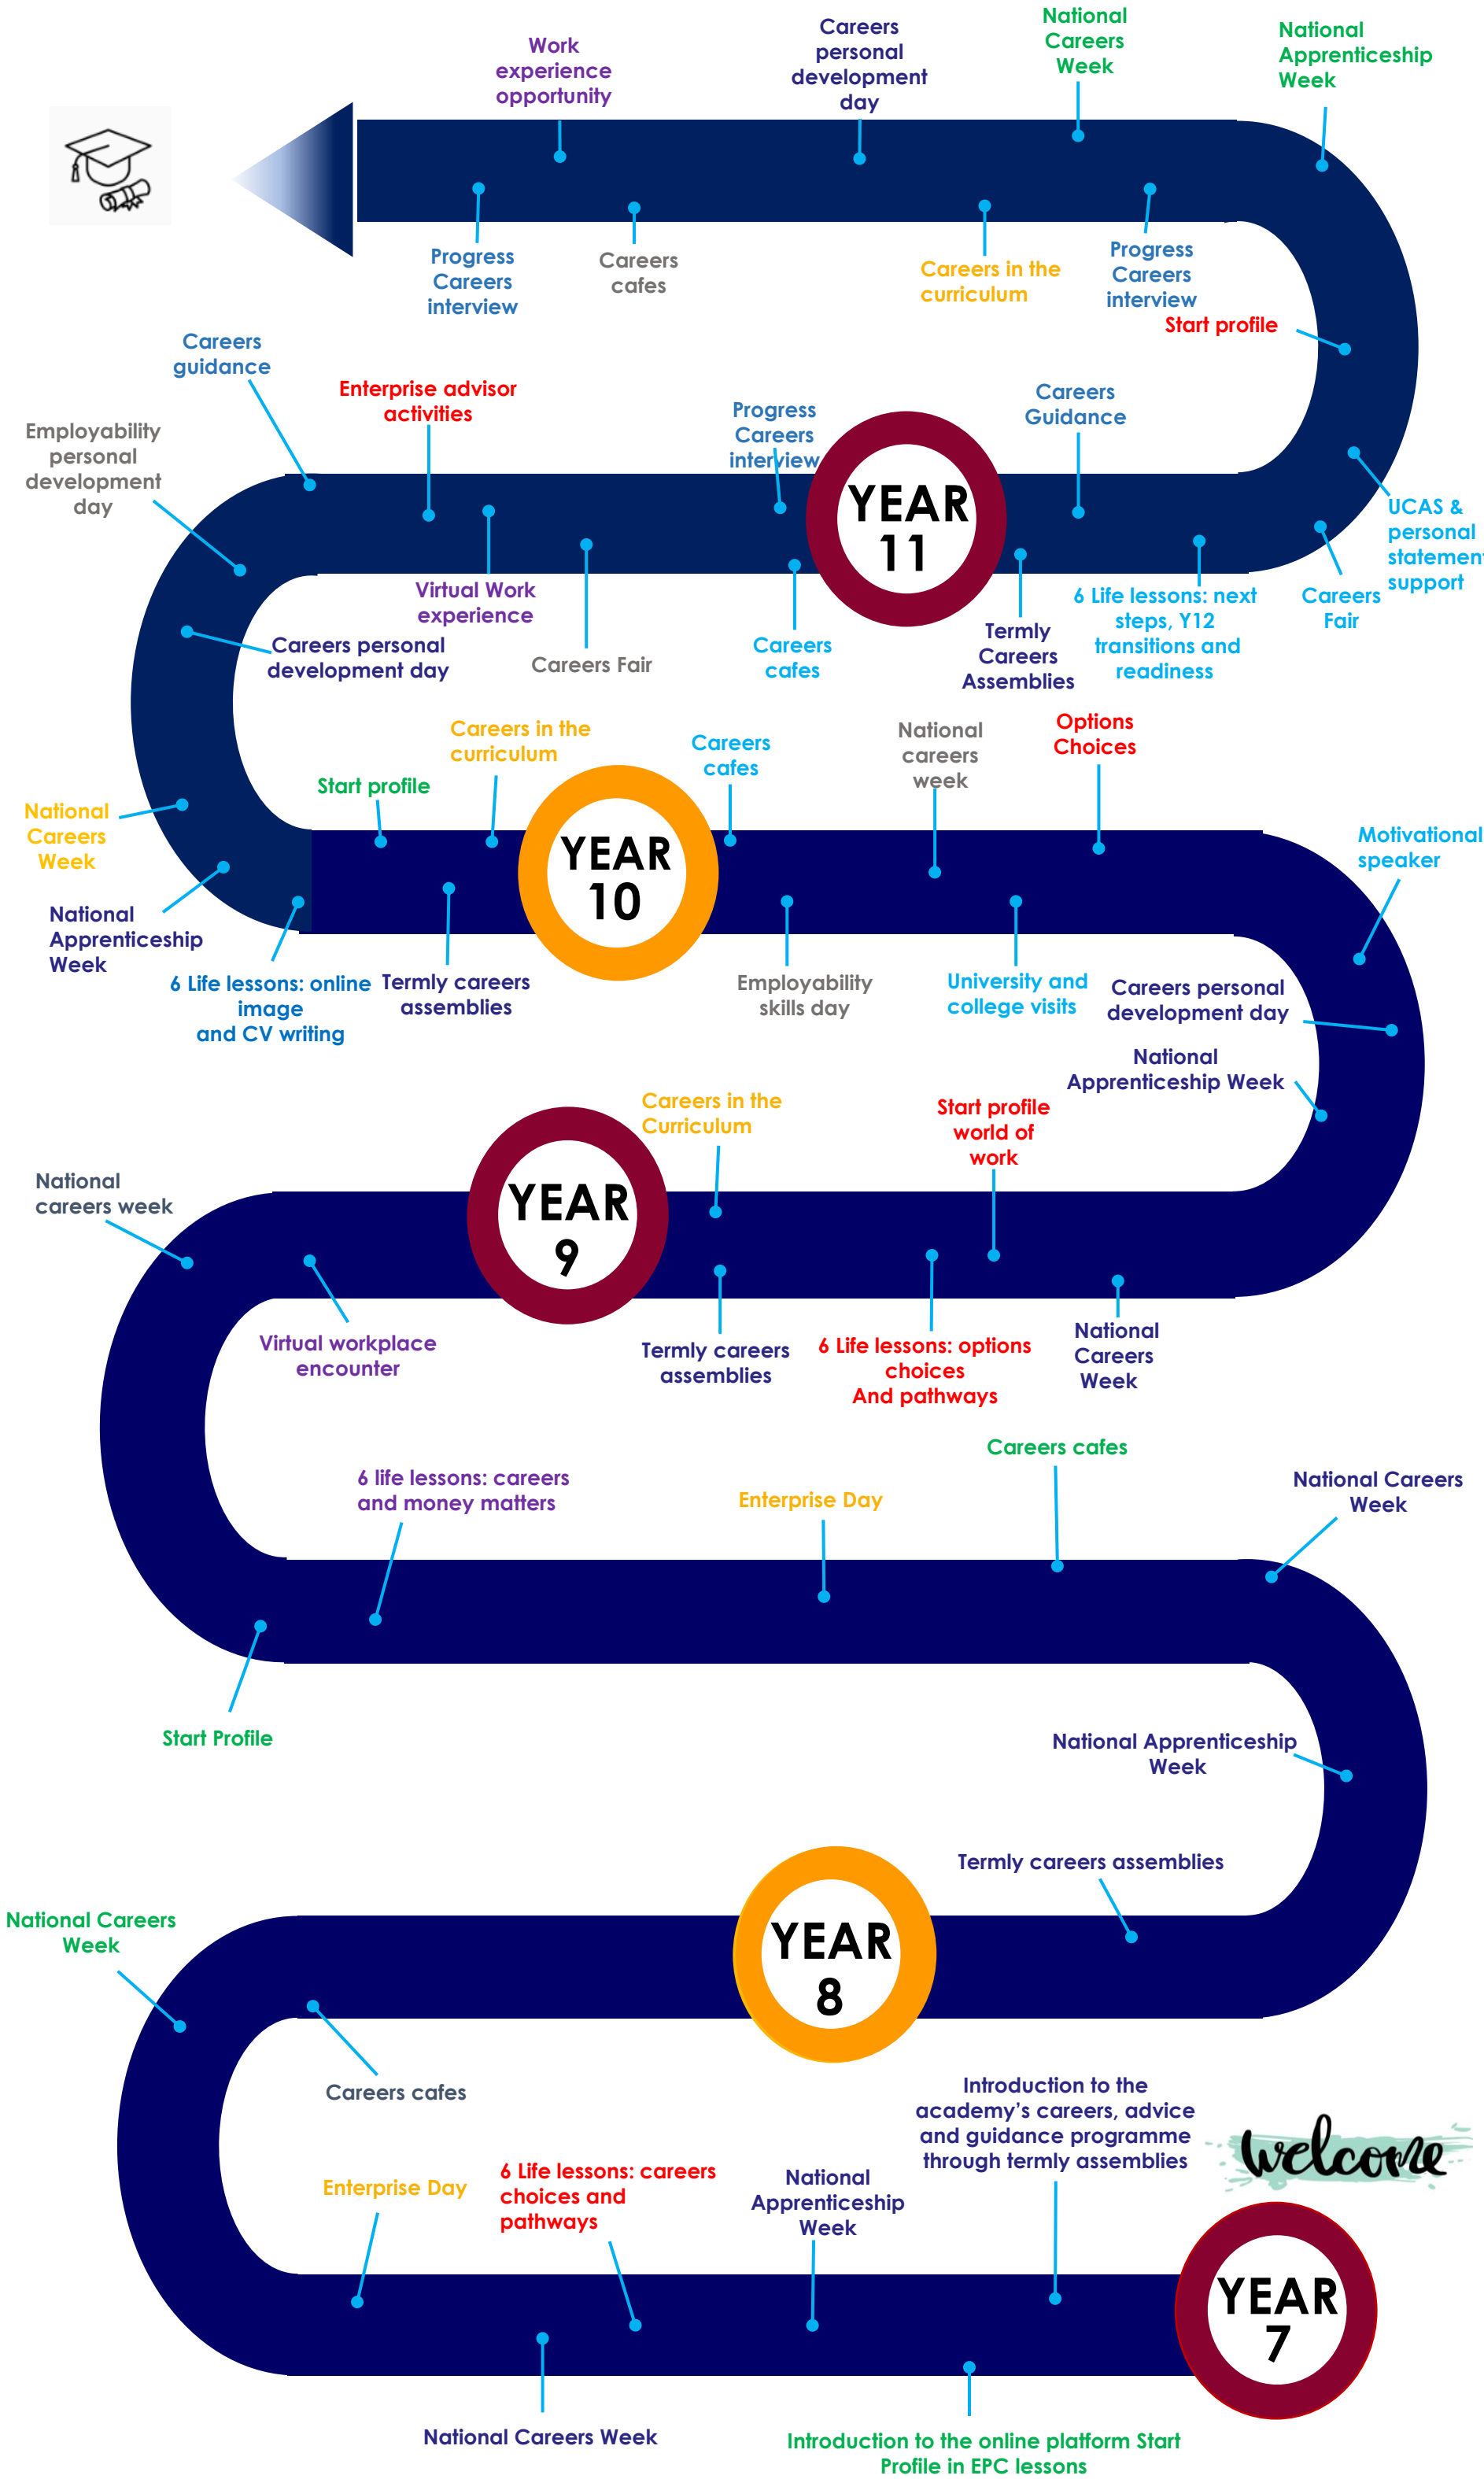 Work
experience
opportunity
Careers
personal
development
day
National
Careers
Week
National
Apprenticeship
Week
Progress
Careers
interview
Careers
cafes
Careers in the
curriculum
Progress
Careers
interview
Start profile
Careers
guidance
Enterprise advisor
activities
Employability
personal
development
day
Progress
Careers
interview
YEAR
11
Careers
Guidance
UCAS &
personal
statement
support
Virtual Work
experience
Careers personal
development day
Careers Fair
Careers
cafes
Termly
Careers
Assemblies
6 Life lessons: next
steps, Y12
transitions and
readiness
Careers
Fair
National
Careers
Week
Start profile
Careers in the
curriculum
YEAR
10
Careers
cafes
National
careers
week
Options
Choices
Motivational
speaker
National
Apprenticeship
Week
6 Life lessons: online
image
and CV writing
Termly careers
assemblies
Employability
skills day
University and
college visits
Careers personal
development day
National
Apprenticeship Week
National
careers week
YEAR
9
Careers in the
Curriculum
Start profile
world of
work
Virtual workplace
encounter
Termly careers
assemblies
6 Life lessons: options
choices
And pathways
National
Careers
Week
6 life lessons: careers
and money matters
Enterprise Day
Careers cafes
National Careers
Week
Start Profile
National Apprenticeship
Week
Termly careers assemblies
YEAR
8
National Careers
Week
Careers cafes
Introduction to the
academy's careers, advice
and guidance programme
through termly assemblies
welcome
Enterprise Day
6 Life lessons: careers
choices and
pathways
National
Apprenticeship
Week
YEAR
7
National Careers Week
Introduction to the online platform Start
Profile in EPC lessons